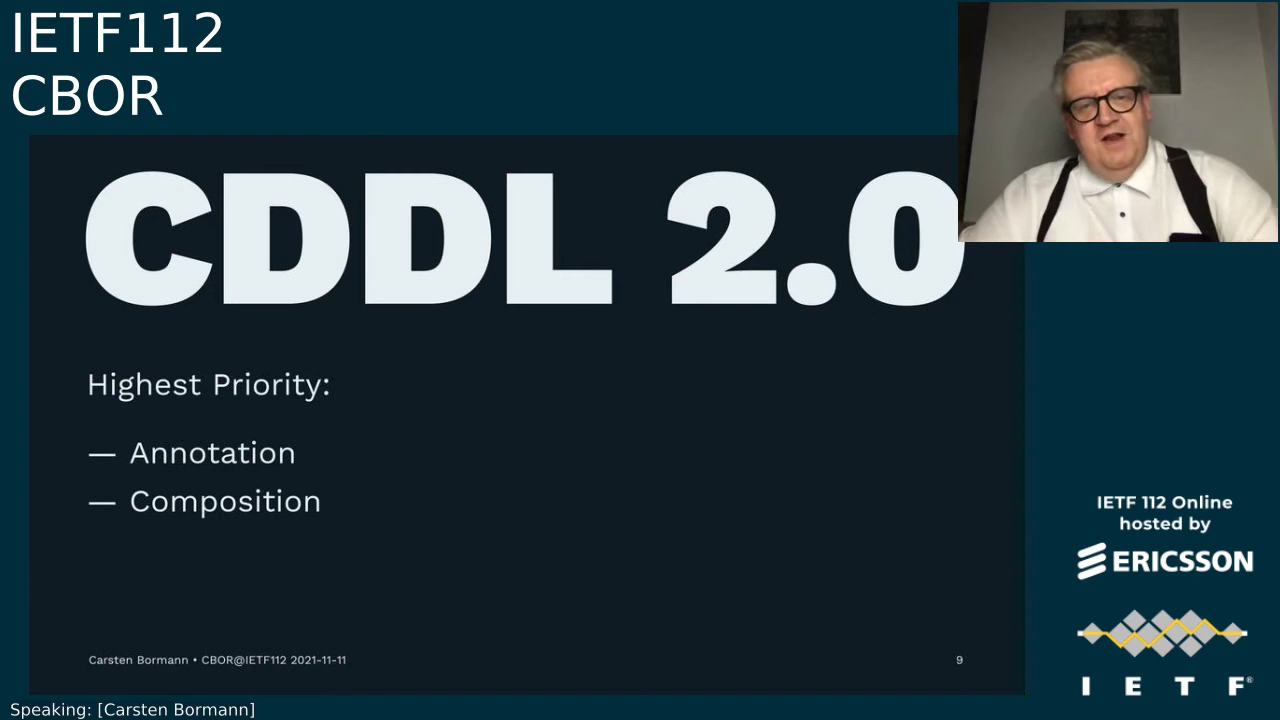 IETF112
CBOR
CDDL 2.0
Highest Priority:
— Annotation
— Composition
Carsten Bormann • CBOR@IETF112 2021-11-11
9
IETF 112 Online
hosted by
ERICSSON
I E T F®
Speaking: [Carsten Bormann]